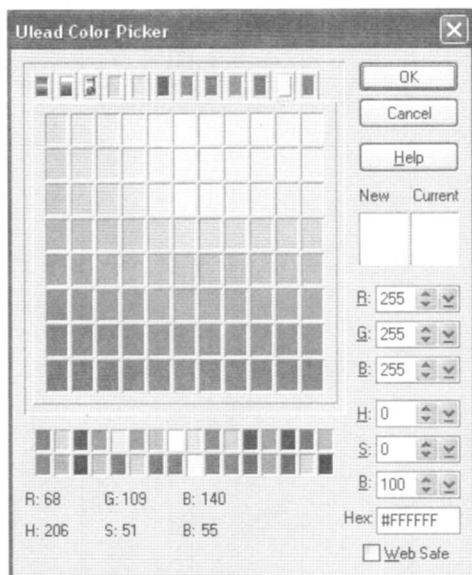 Ulead Color Picker
OK
Cancel
Help
New Current
R: 255
G: 255
B: 255
H: 0
S: 0
B: 100
Hex: #FFFFFF
Web Safe
R: 68 G: 109 B: 140
H: 206 S: 51 B: 55